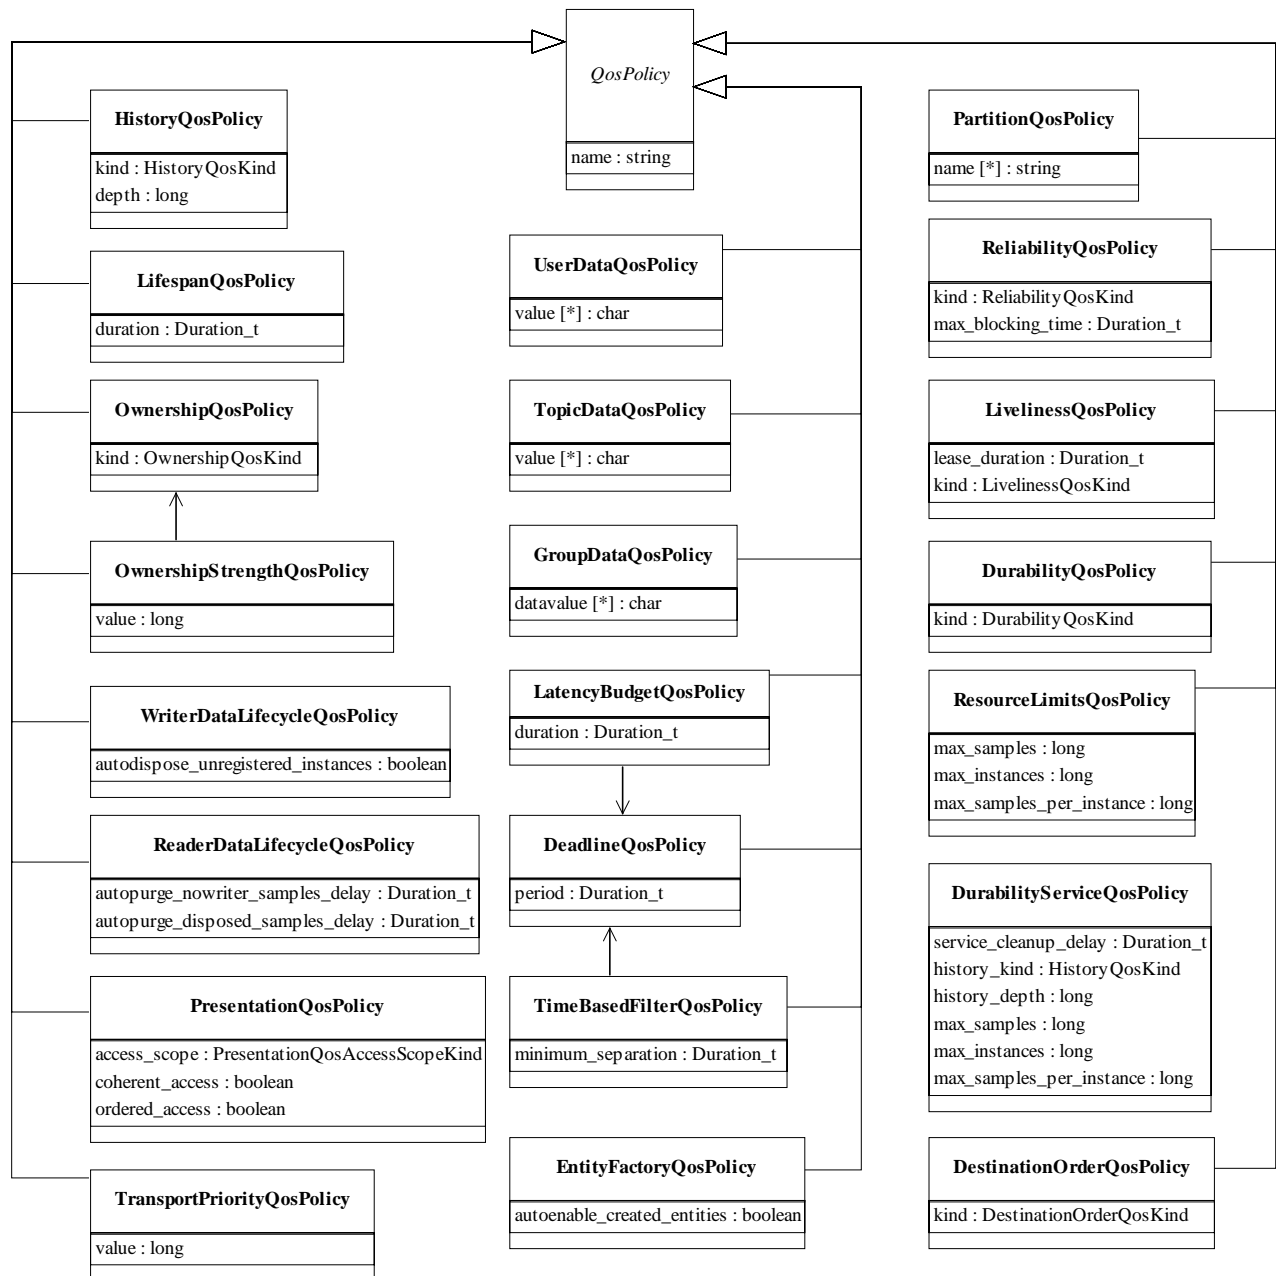 QosPolicy
name : string
HistoryQosPolicy
kind : HistoryQosKind
depth : long
LifespanQosPolicy
duration : Duration_t
OwnershipQosPolicy
kind : OwnershipQosKind
OwnershipStrengthQosPolicy
value : long
WriterDataLifecycleQosPolicy
autodispose_unregistered_instances : boolean
ReaderDataLifecycleQosPolicy
autopurge_nowriter_samples_delay : Duration_t
autopurge_disposed_samples_delay : Duration_t
PresentationQosPolicy
access_scope : PresentationQosAccessScopeKind
coherent_access : boolean
ordered_access : boolean
TransportPriorityQosPolicy
value : long
UserDataQosPolicy
value [*] : char
TopicDataQosPolicy
value [*] : char
GroupDataQosPolicy
datavalue [*] : char
LatencyBudgetQosPolicy
duration : Duration_t
DeadlineQosPolicy
period : Duration_t
TimeBasedFilterQosPolicy
minimum_separation : Duration_t
EntityFactoryQosPolicy
autoenable_created_entities : boolean
PartitionQosPolicy
name [*] : string
ReliabilityQosPolicy
kind : ReliabilityQosKind
max_blocking_time : Duration_t
LivelinessQosPolicy
lease_duration : Duration_t
kind : LivelinessQosKind
DurabilityQosPolicy
kind : DurabilityQosKind
ResourceLimitsQosPolicy
max_samples : long
max_instances : long
max_samples_per_instance : long
DurabilityServiceQosPolicy
service_cleanup_delay : Duration_t
history_kind : HistoryQosKind
history_depth : long
max_samples : long
max_instances : long
max_samples_per_instance : long
DestinationOrderQosPolicy
kind : DestinationOrderQosKind